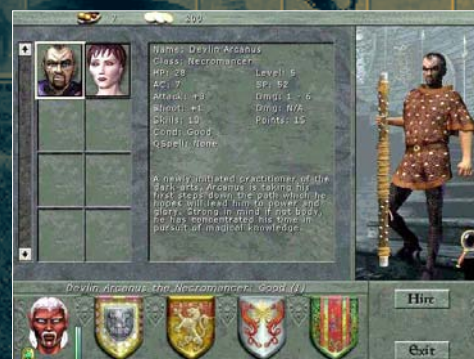 7 200
Name: Devlin Arcanus
Class: Necromancer
HP: 28 Level: 5
AC: 7 SP: 52
Attack: +3 Dmg: 1 - 6
Shoot: +1 Dmg: N/A
Skills: 10 Points: 15
Cond: Good
QSpell: None
A newly initiated practitioner of the
dark arts, Arcanus is taking his
first steps down the path which he
hopes will lead him to power and
glory. Strong in mind if not body,
he has concentrated his time in
pursuit of magical knowledge.
Devlin Arcanus the Necromancer: Good (1)
Hire
Exit